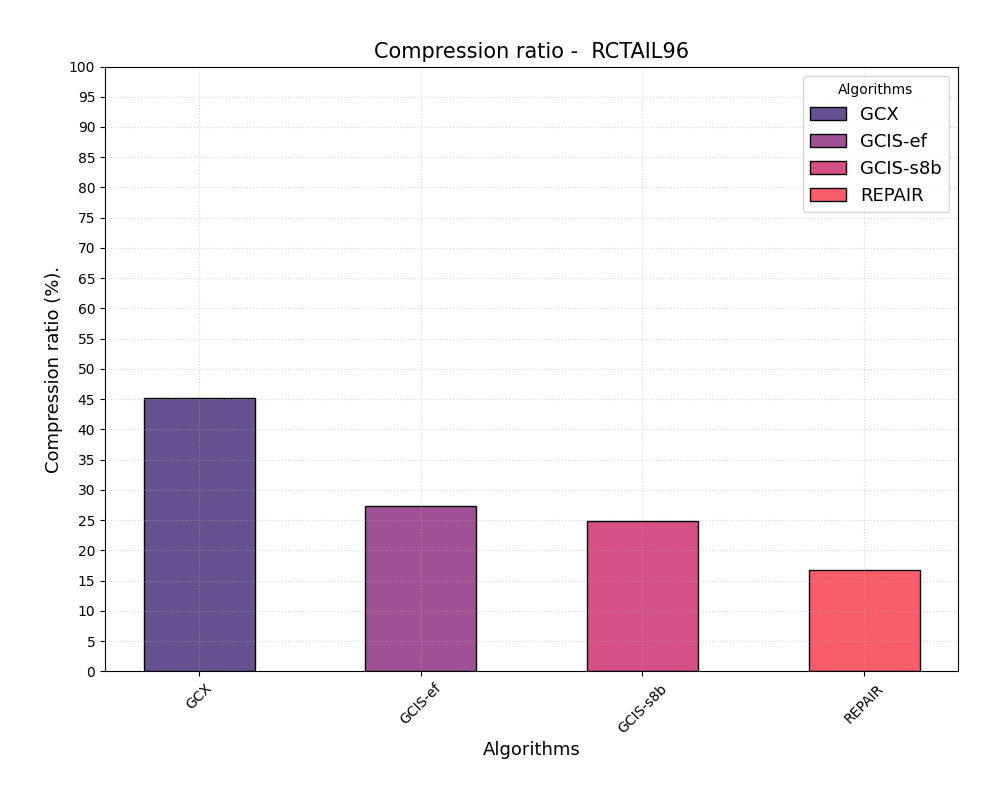 Compression ratio -  RCTAIL96
Compression ratio (%).
100
95
90
85
80
75
70
65
60
55
50
45
40
35
30
25
20
15
10
5
0
Algorithms
GCX
GCIS-ef
GCIS-s8b
REPAIR
GCX
GCIS-ef
GCIS-s8b
REPAIR
Algorithms